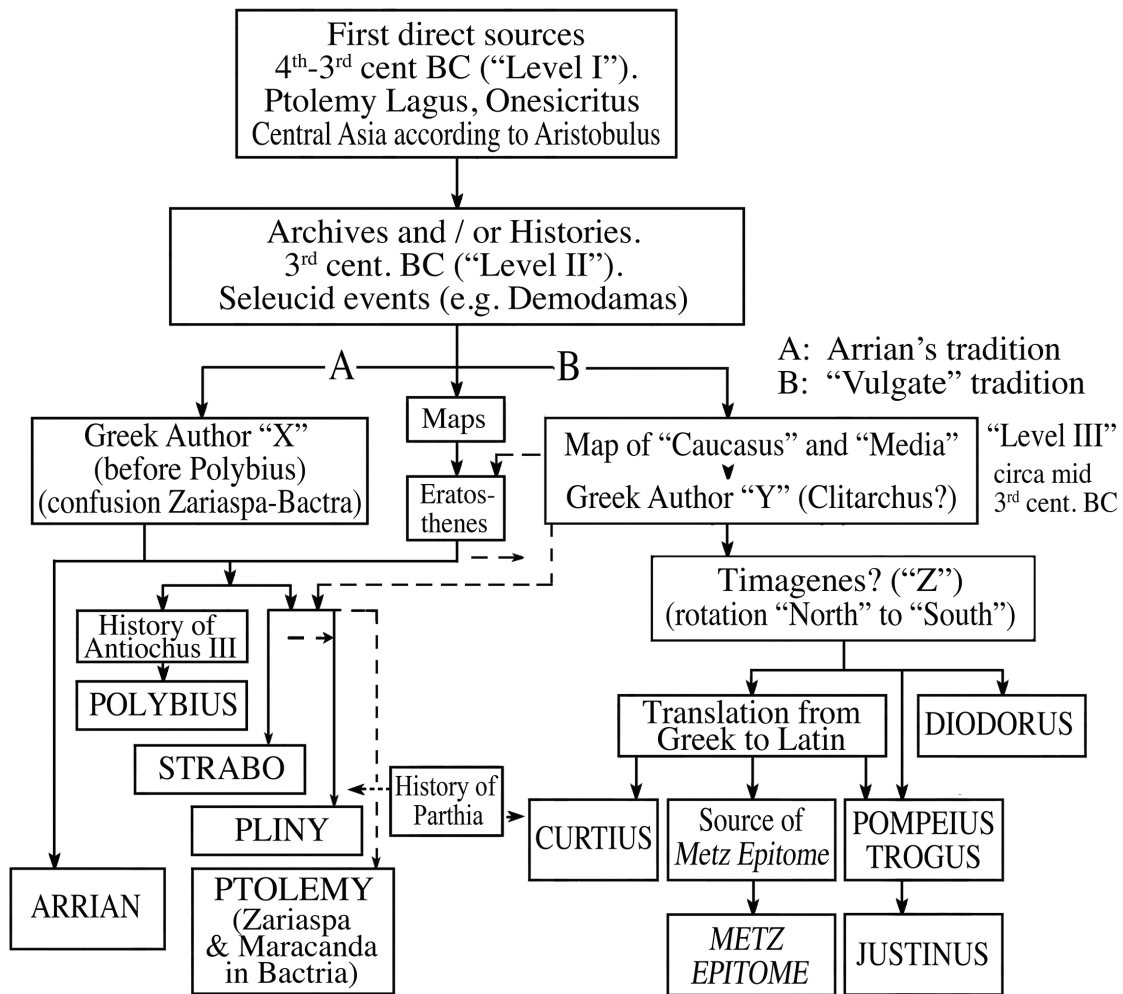 First direct sources
4th-3rd cent BC (“Level I”).
Ptolemy Lagus, Onesicritus
Central Asia according to Aristobulus
Archives and / or Histories.
3rd cent. BC (“Level II”).
Seleucid events (e.g. Demodamas)
A
B
A: Arrian’s tradition
B: “Vulgate” tradition
Greek Author “X”
(before Polybius)
(confusion Zariaspa-Bactra)
Maps
Eratos-
thenes
Map of “Caucasus” and “Media”
Greek Author “Y” (Clitarchus?)
“Level III”
circa mid
3rd cent. BC
Timagenes? (“Z”)
(rotation “North” to “South”)
History of
Antiochus III
POLYBIUS
STRABO
PLINY
History of
Parthia
ARRIAN
PTOLEMY
(Zariaspa
& Maracanda
in Bactria)
Translation from
Greek to Latin
DIODORUS
CURTIUS
Source of
Metz Epitome
POMPEIUS
TROGUS
METZ
EPITOME
JUSTINUS